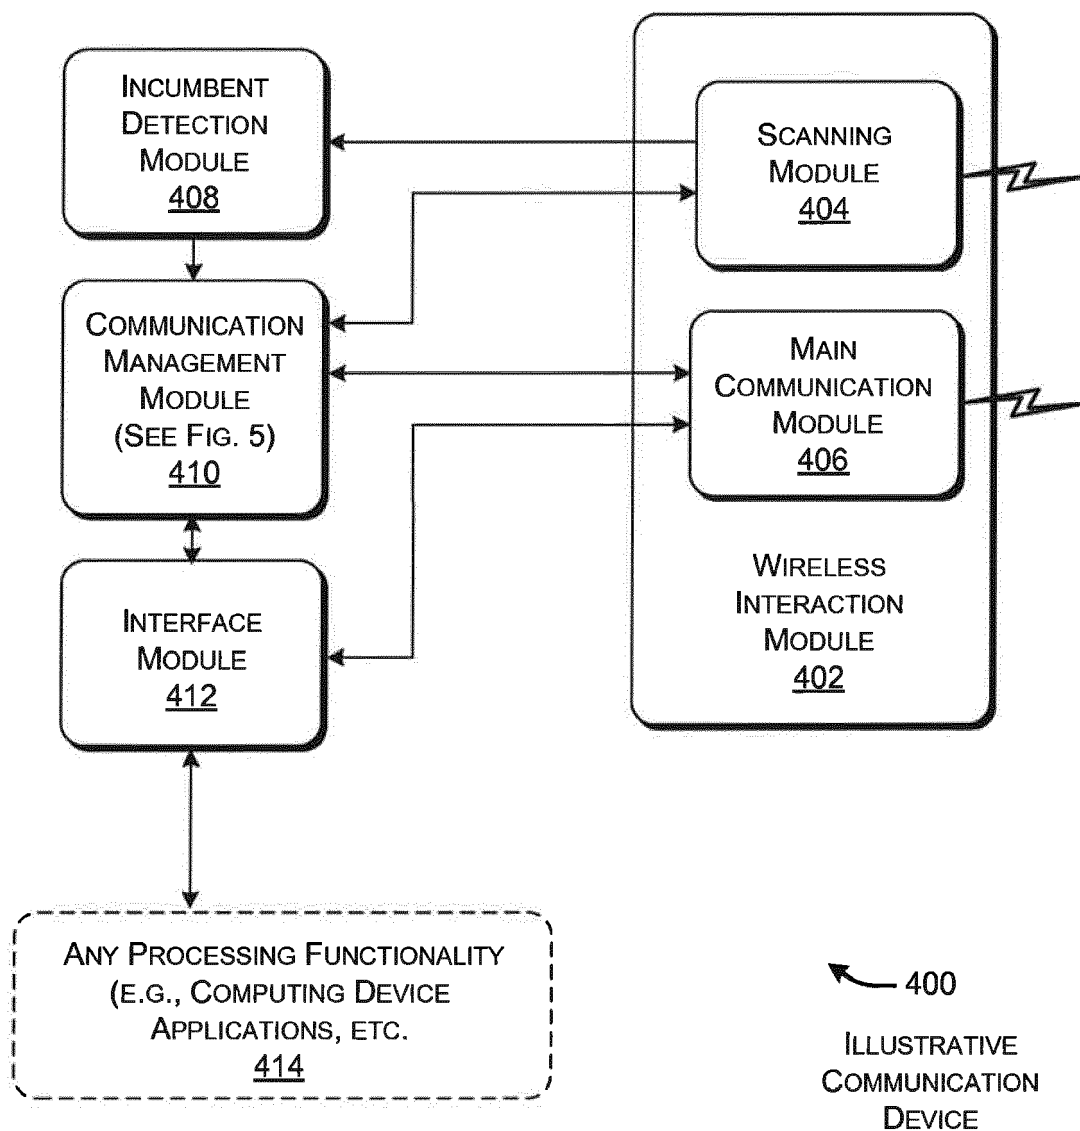 INCUMBENT
DETECTION
MODULE
408
SCANNING
MODULE
404
COMMUNICATION
MANAGEMENT
MODULE
(SEE FIG. 5)
410
MAIN
COMMUNICATION
MODULE
406
INTERFACE
MODULE
412
WIRELESS
INTERACTION
MODULE
402
ANY PROCESSING FUNCTIONALITY
(E.G., COMPUTING DEVICE
APPLICATIONS, ETC.
414
400
ILLUSTRATIVE
COMMUNICATION
DEVICE